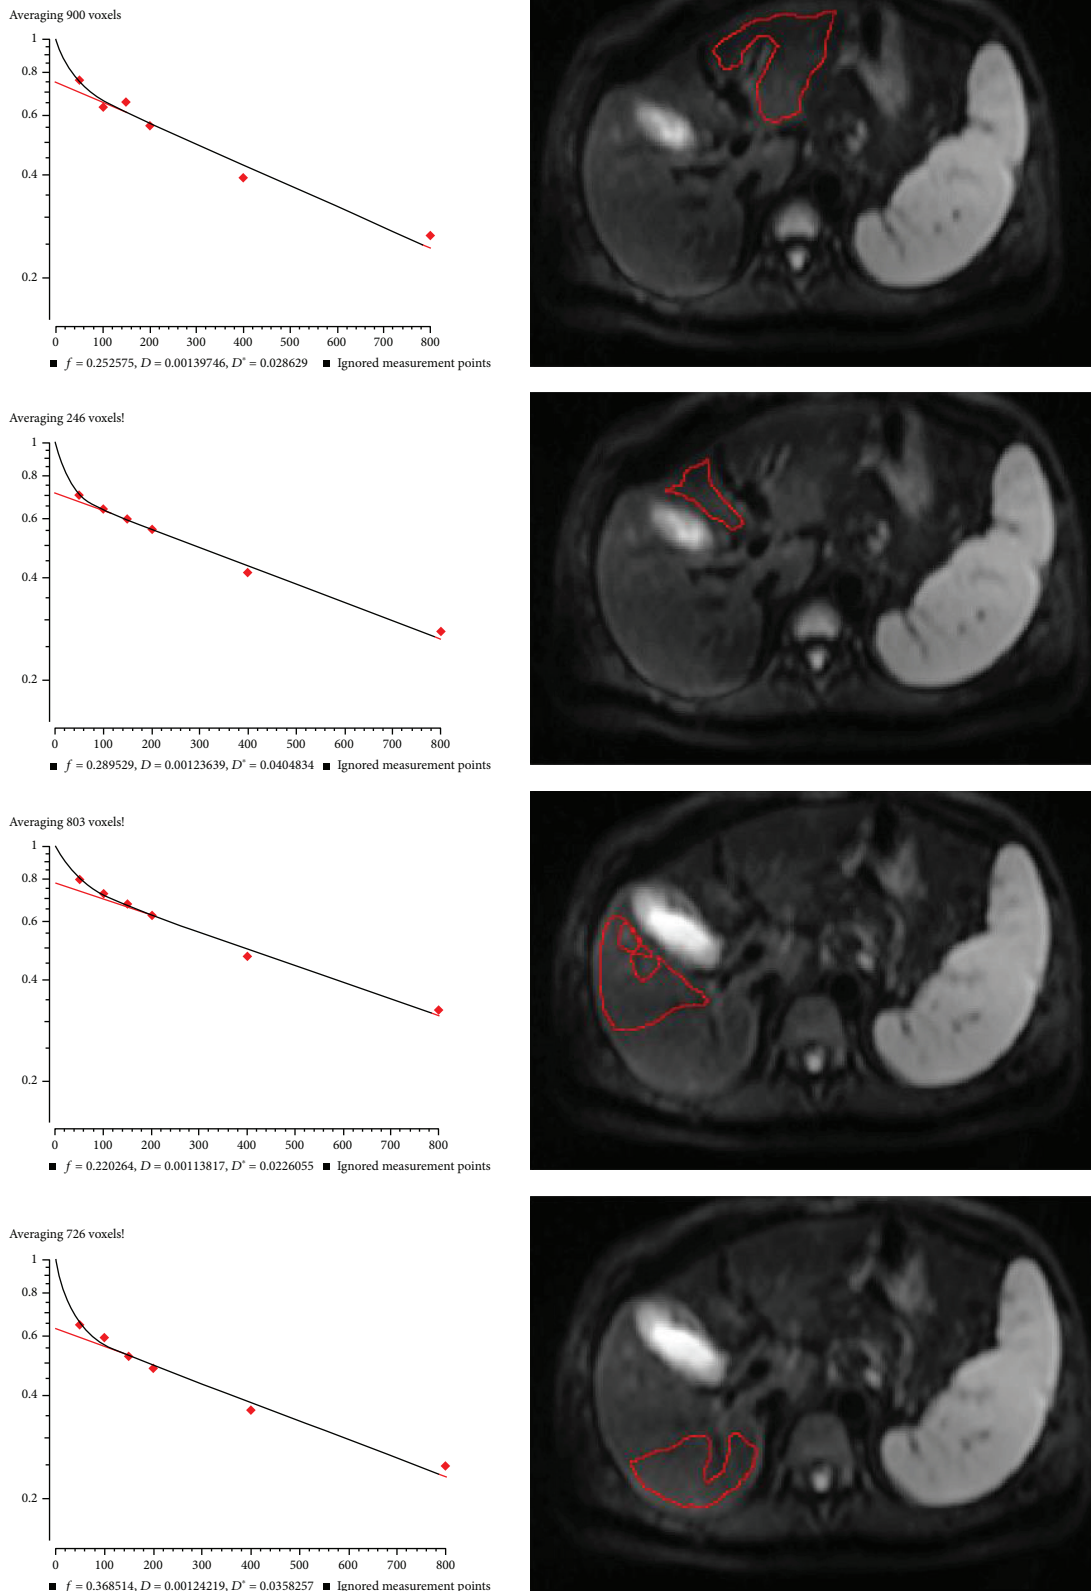 Averaging 900 voxels
1
0.8
0.6
0.4
0.2
0 100 200 300 400 500 600 700 800
f = 0.252575, D = 0.00139746, D* = 0.028629 Ignored measurement points
Averaging 246 voxels!
1
0.8
0.6
0.4
0.2
0 100 200 300 400 500 600 700 800
f = 0.289529, D = 0.00123639, D* = 0.0404834 Ignored measurement points
Averaging 803 voxels!
1
0.8
0.6
0.4
0.2
0 100 200 300 400 500 600 700 800
f = 0.220264, D = 0.00113817, D* = 0.0226055 Ignored measurement points
Averaging 726 voxels!
1
0.8
0.6
0.4
0.2
0 100 200 300 400 500 600 700 800
f = 0.368514, D = 0.00124219, D* = 0.0358257 Ignored measurement points